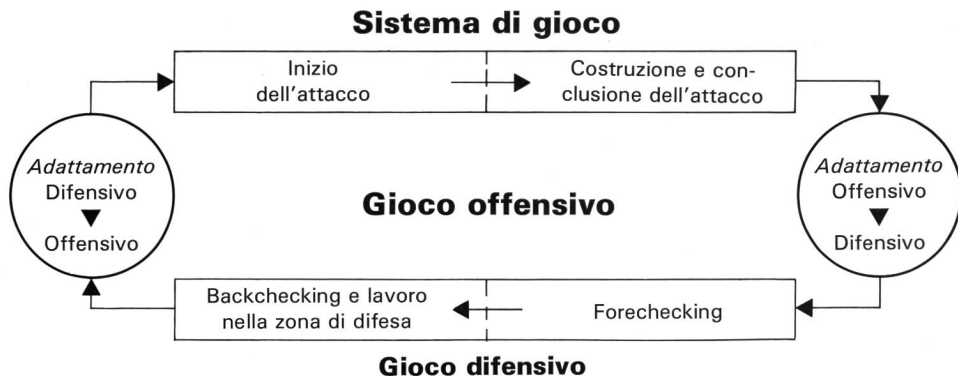 Sistema di gioco
Inizio
dell'attacco
Costruzione e con-
clusione dell'attacco
Adattamento
Difensivo
Offensivo
Gioco offensivo
Adattamento
Offensivo
Difensivo
Backchecking e lavoro
nella zona di difesa
Forechecking
Gioco difensivo